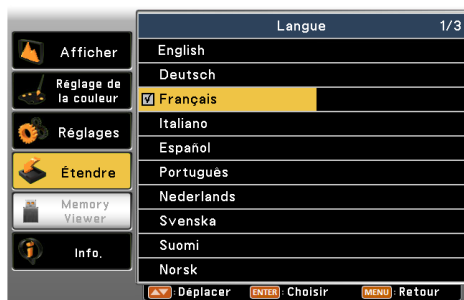 Langue 1/3
Afficher
Réglage de
la couleur
Réglages
Étendre
Memory
Viewer
Info.
English
Deutsch
Français
Italiano
Español
Português
Nederlands
Svenska
Suomi
Norsk
:Déplacer ENTER :Choisir MENU :Retour